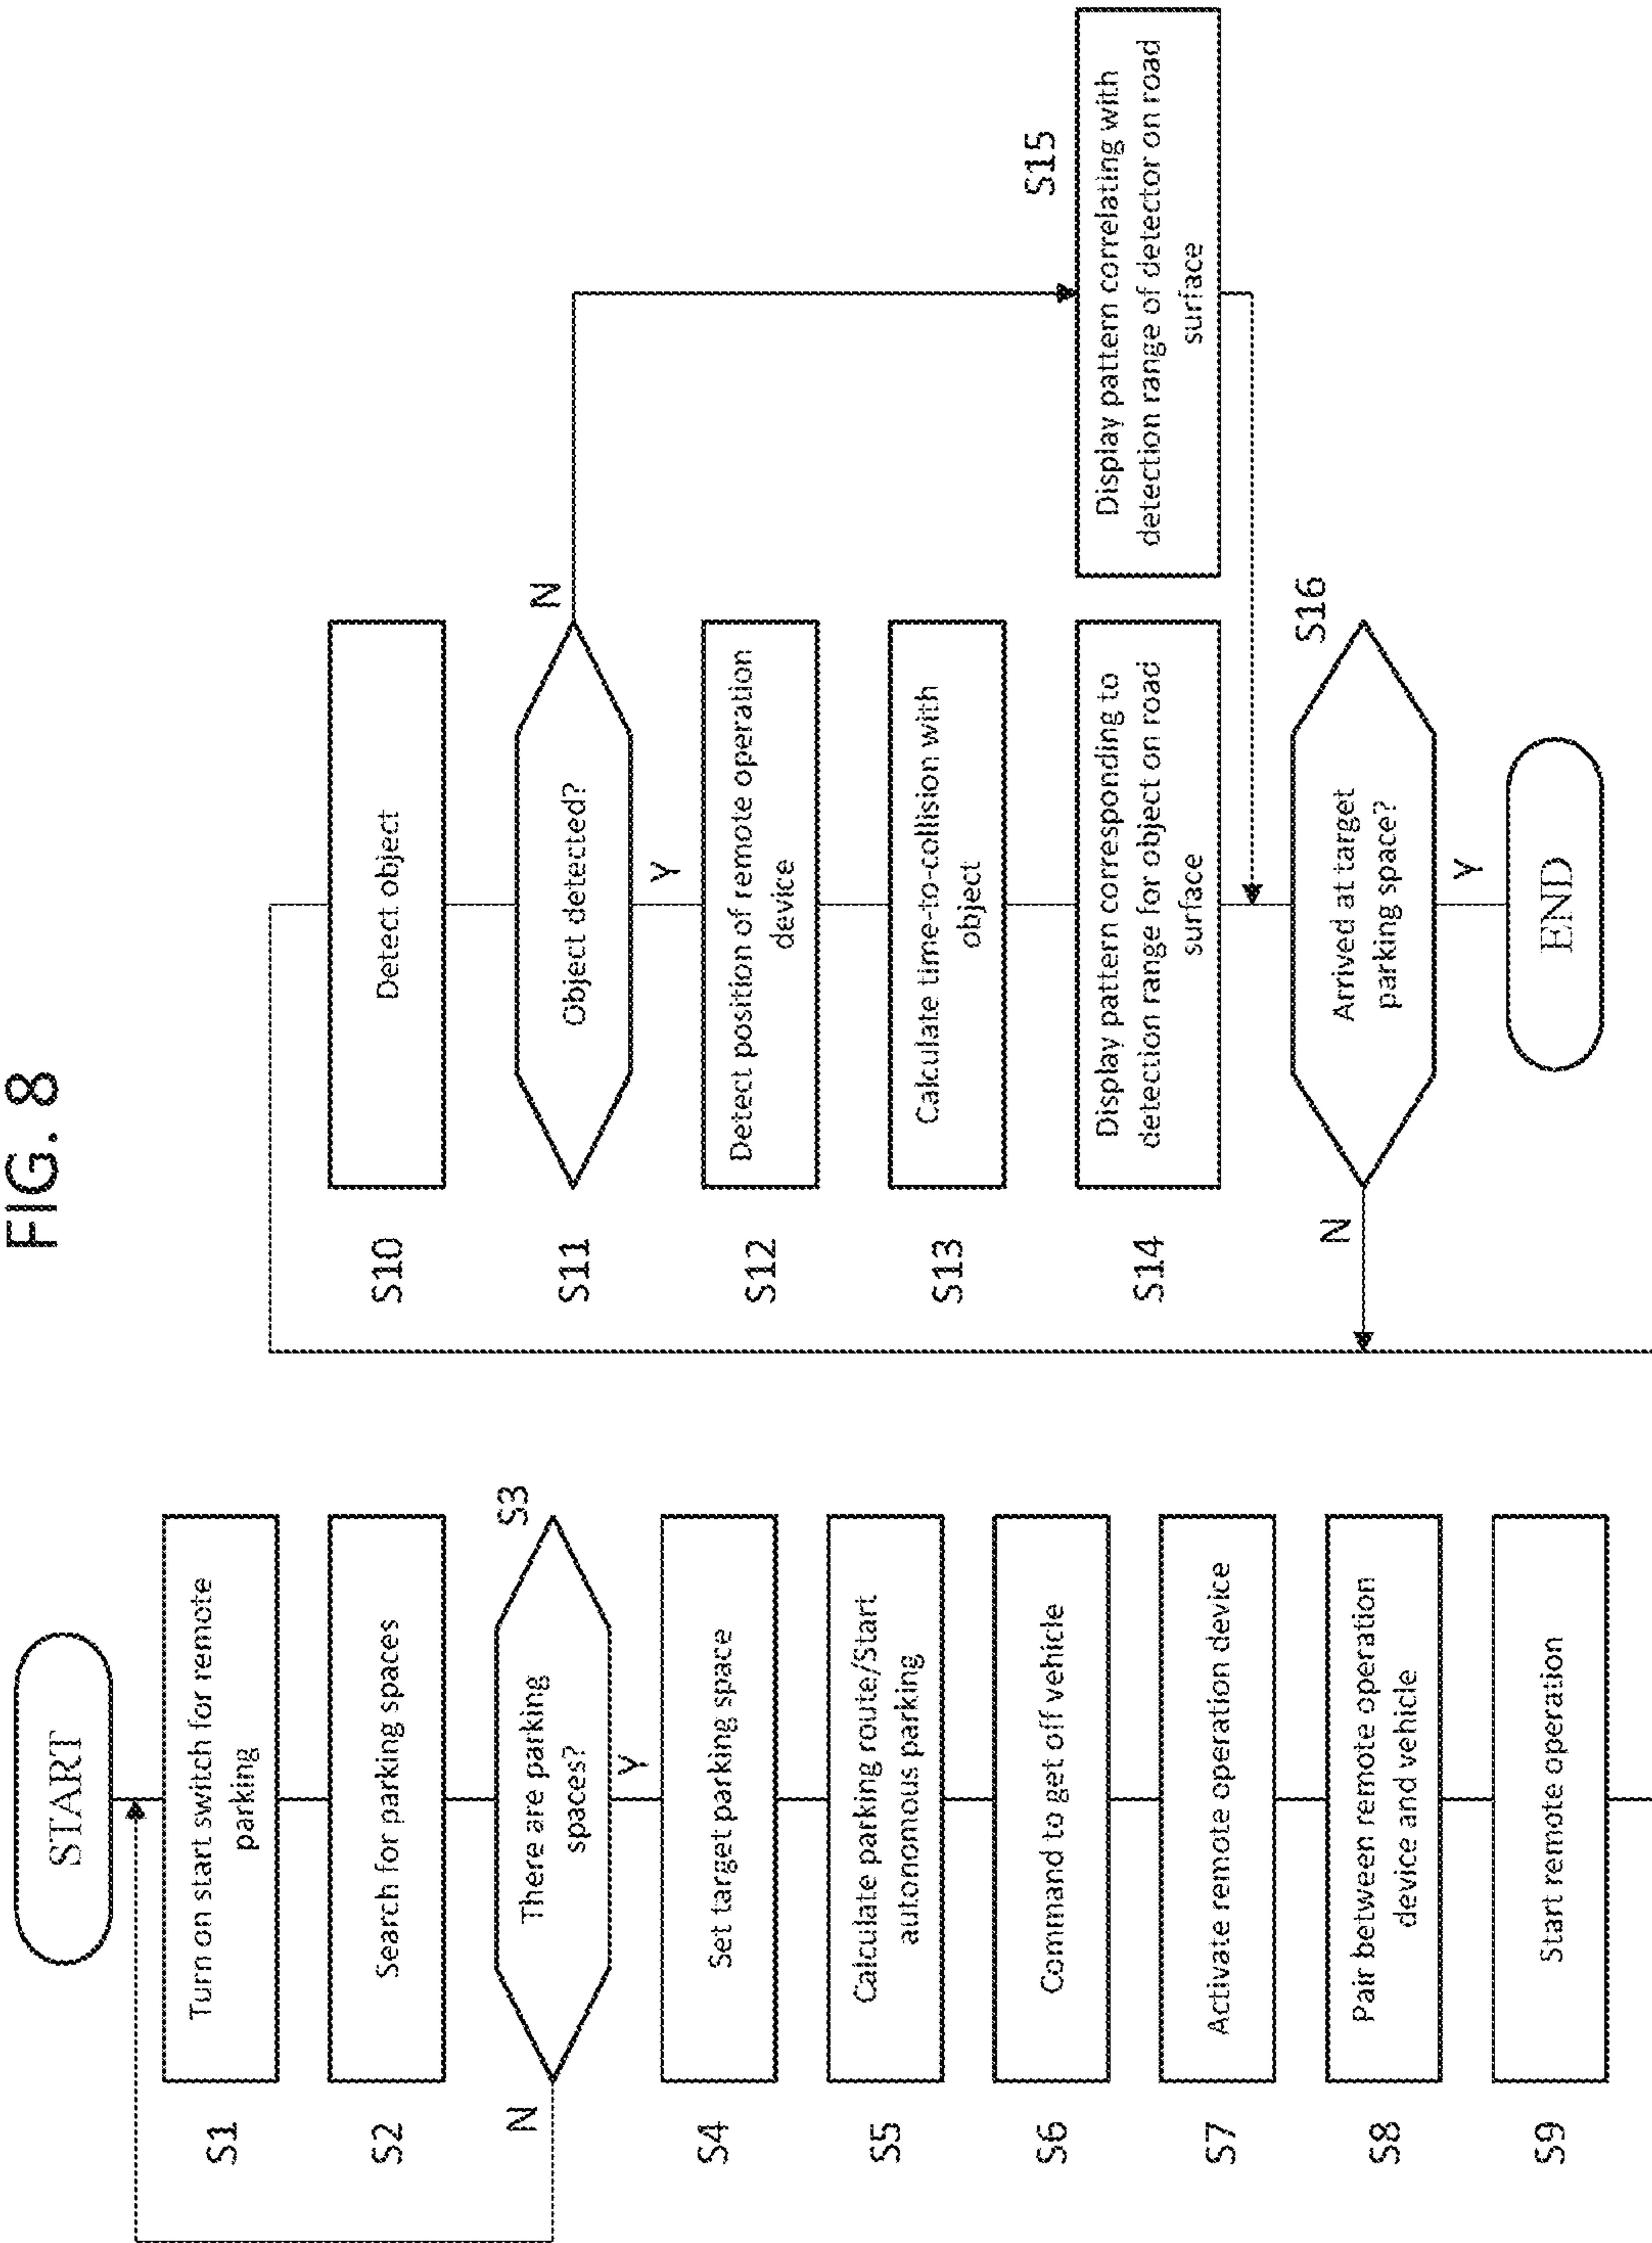 FIG. 8
START
S1
Turn on start switch for remote
parking
S2
Search for parking spaces
S3
There are parking
spaces?
N
Y
S4
Set target parking space
S5
Calculate parking route/Start
autonomous parking
S6
Command to get off vehicle
S7
Activate remote operation device
S8
Pair between remote operation
device and vehicle
S9
Start remote operation
S10
Detect object
S11
Object detected?
N
Y
S12
Detect position of remote operation
device
S13
Calculate time-to-collision with
object
S14
Display pattern corresponding to
detection range for object on road
surface
S15
Display pattern correlating with
detection range of detector on road
surface
S16
Arrived at target
parking space?
N
Y
END